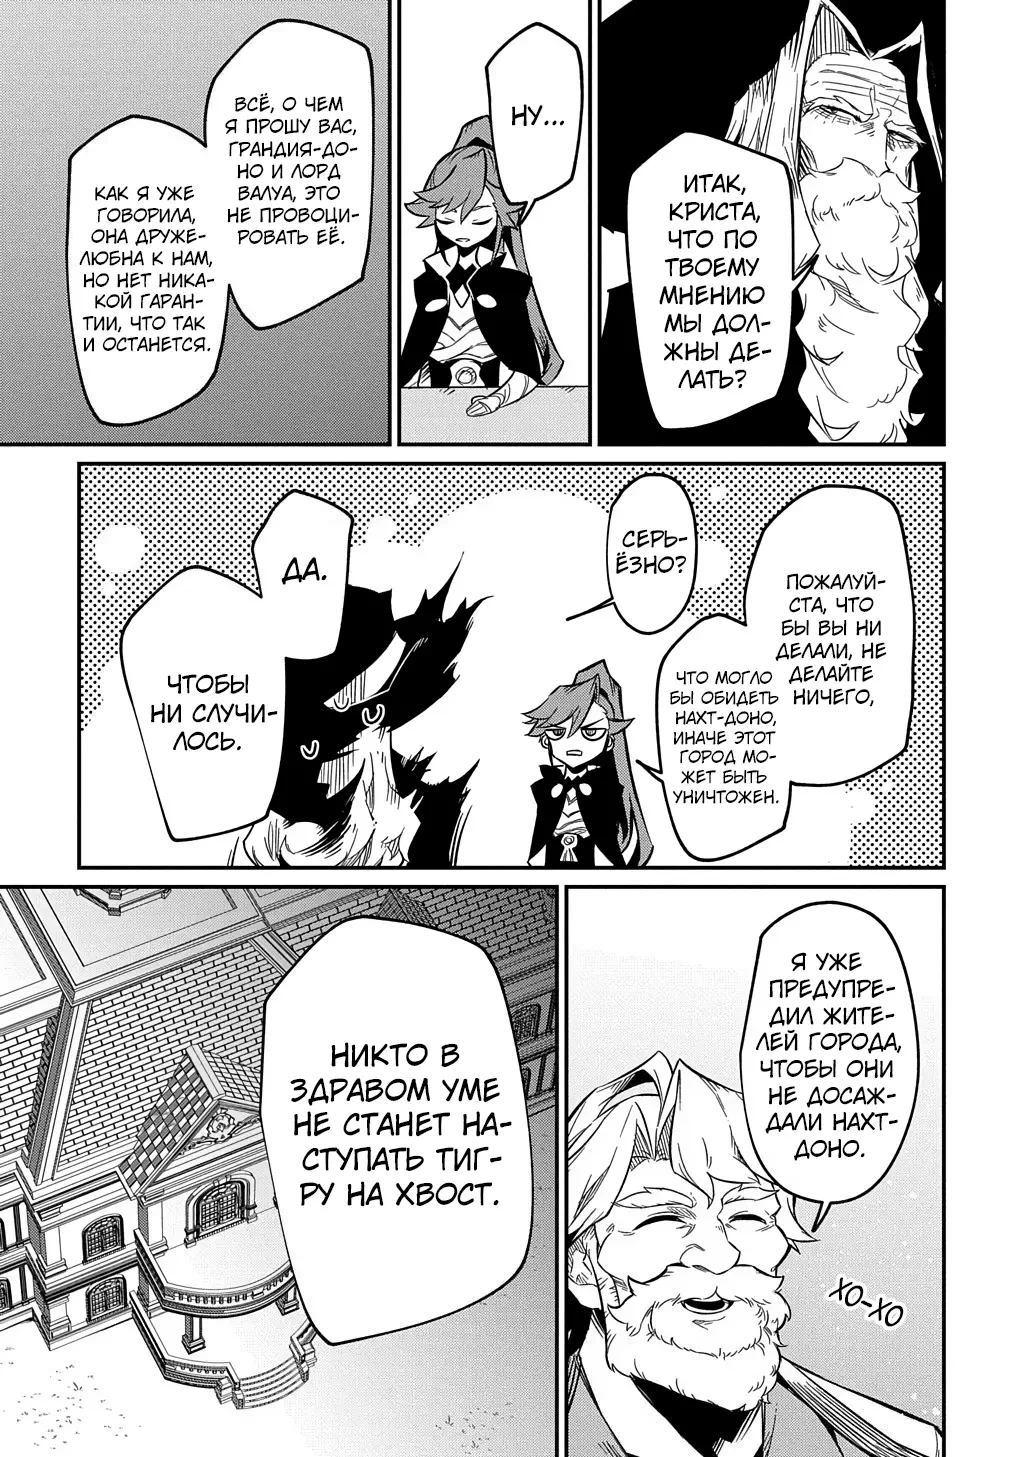 ИТАК,
КРИСТА,
ЧТО ПО
ТВОЕМУ
МНЕНИЮ
МЫ ДОЛ-
ЖНЫ ДЕ-
ЛАТЬ?
НУ...
ВСЁ, О ЧЕМ
Я ПРОШУ ВАС,
ГРАНДИЯ-ДО-
НО И ЛОРД
ВАЛУА, ЭТО
НЕ ПРОВОЦИ-
РОВАТЬ ЕЁ.
КАК Я УЖЕ
ГОВОРИЛА,
ОНА ДРУЖЕ-
ЛЮБНА К НАМ,
НО НЕТ НИКА-
КОЙ ГАРАН-
ТИИ, ЧТО ТАК
И ОСТАНЕТСЯ.
ПОЖАЛУЙ-
СТА, ЧТО
БЫ ВЫ НИ
ДЕЛАЛИ, НЕ
ДЕЛАЙТЕ
НИЧЕГО,
ЧТО МОГЛО
БЫ ОБИДЕТЬ
НАХТ-ДОНО,
ИНАЧЕ ЭТОТ
ГОРОД МО-
ЖЕТ БЫТЬ
УНИЧТОЖЕН.
СЕРЬ-
ЁЗНО?
ДА.
ЧТОБЫ
НИ СЛУЧИ-
ЛОСЬ.
Я УЖЕ
ПРЕДУПРЕ-
ДИЛ ЖИТЕ-
ЛЕЙ ГОРОДА,
ЧТОБЫ ОНИ
НЕ ДОСАЖ-
ДАЛИ НАХТ-
ДОНО.
ХО-ХО
НИКТО В
ЗДРАВОМ УМЕ
НЕ СТАНЕТ НА-
СТУПАТЬ ТИГ-
РУ НА ХВОСТ.